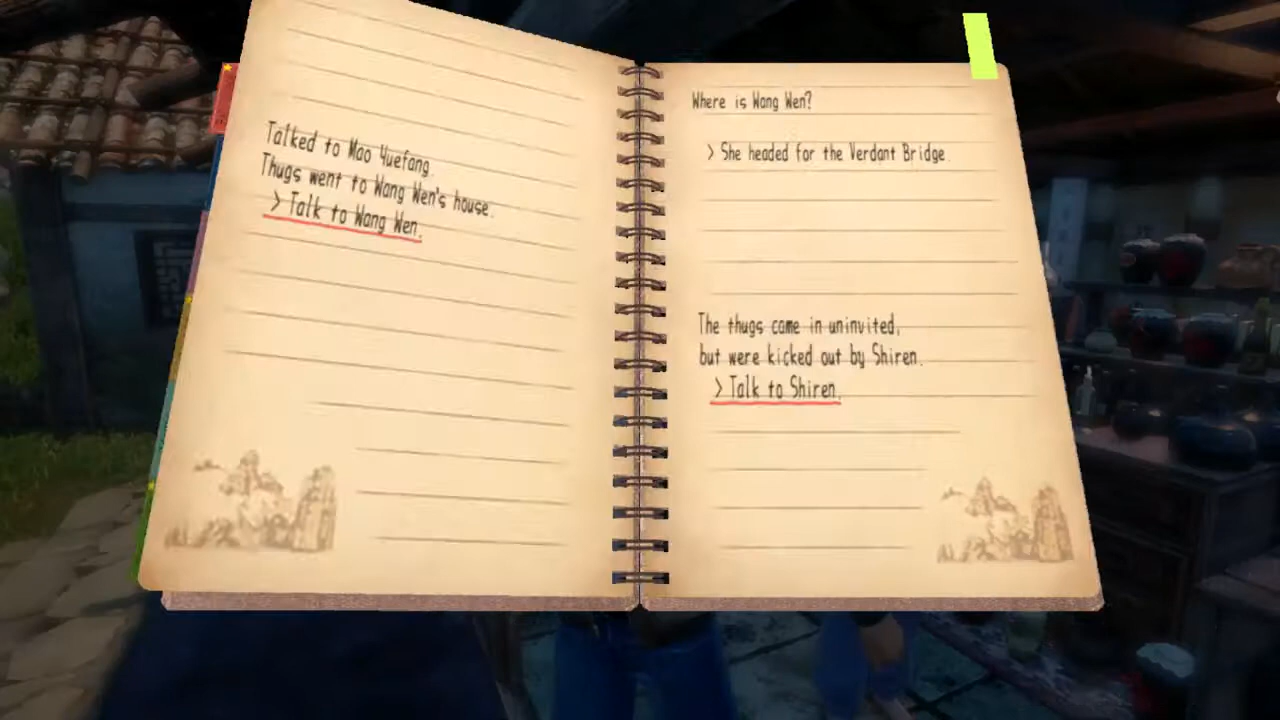 Talked to Mao Yuefang.
Thugs went to Wang Wen's house.
> Talk to Wang Wen.
Where is Wang Wen?
> She headed for the Verdant Bridge.
The thugs came in uninvited,
but were kicked out by Shiren.
> Talk to Shiren.